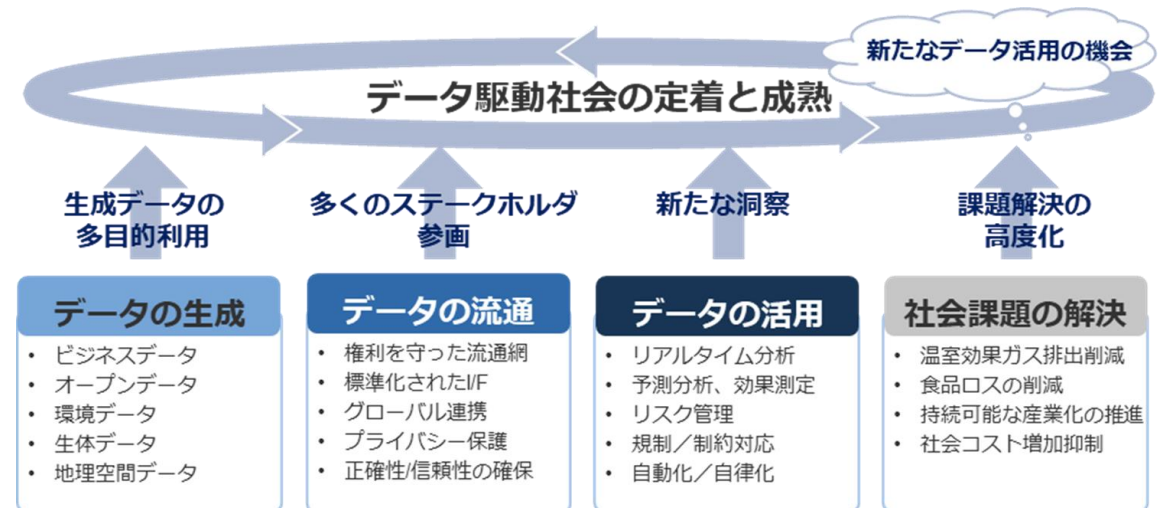 新たなデータ活用の機会
データ駆動社会の定着と成熟
生成データの
多目的利用
多くのステークホルダ
参画
新たな洞察
課題解決の
高度化
データの生成
• ビジネスデータ
• オープンデータ
• 環境データ
• 生体データ
• 地理空間データ
データの流通
• 権利を守った流通網
• 標準化されたI/F
• グローバル連携
• プライバシー保護
• 正確性/信頼性の確保
データの活用
• リアルタイム分析
• 予測分析、効果測定
• リスク管理
• 規制／制約対応
• 自動化／自律化
社会課題の解決
• 温室効果ガス排出削減
• 食品ロスの削減
• 持続可能な産業化の推進
• 社会コスト増加抑制